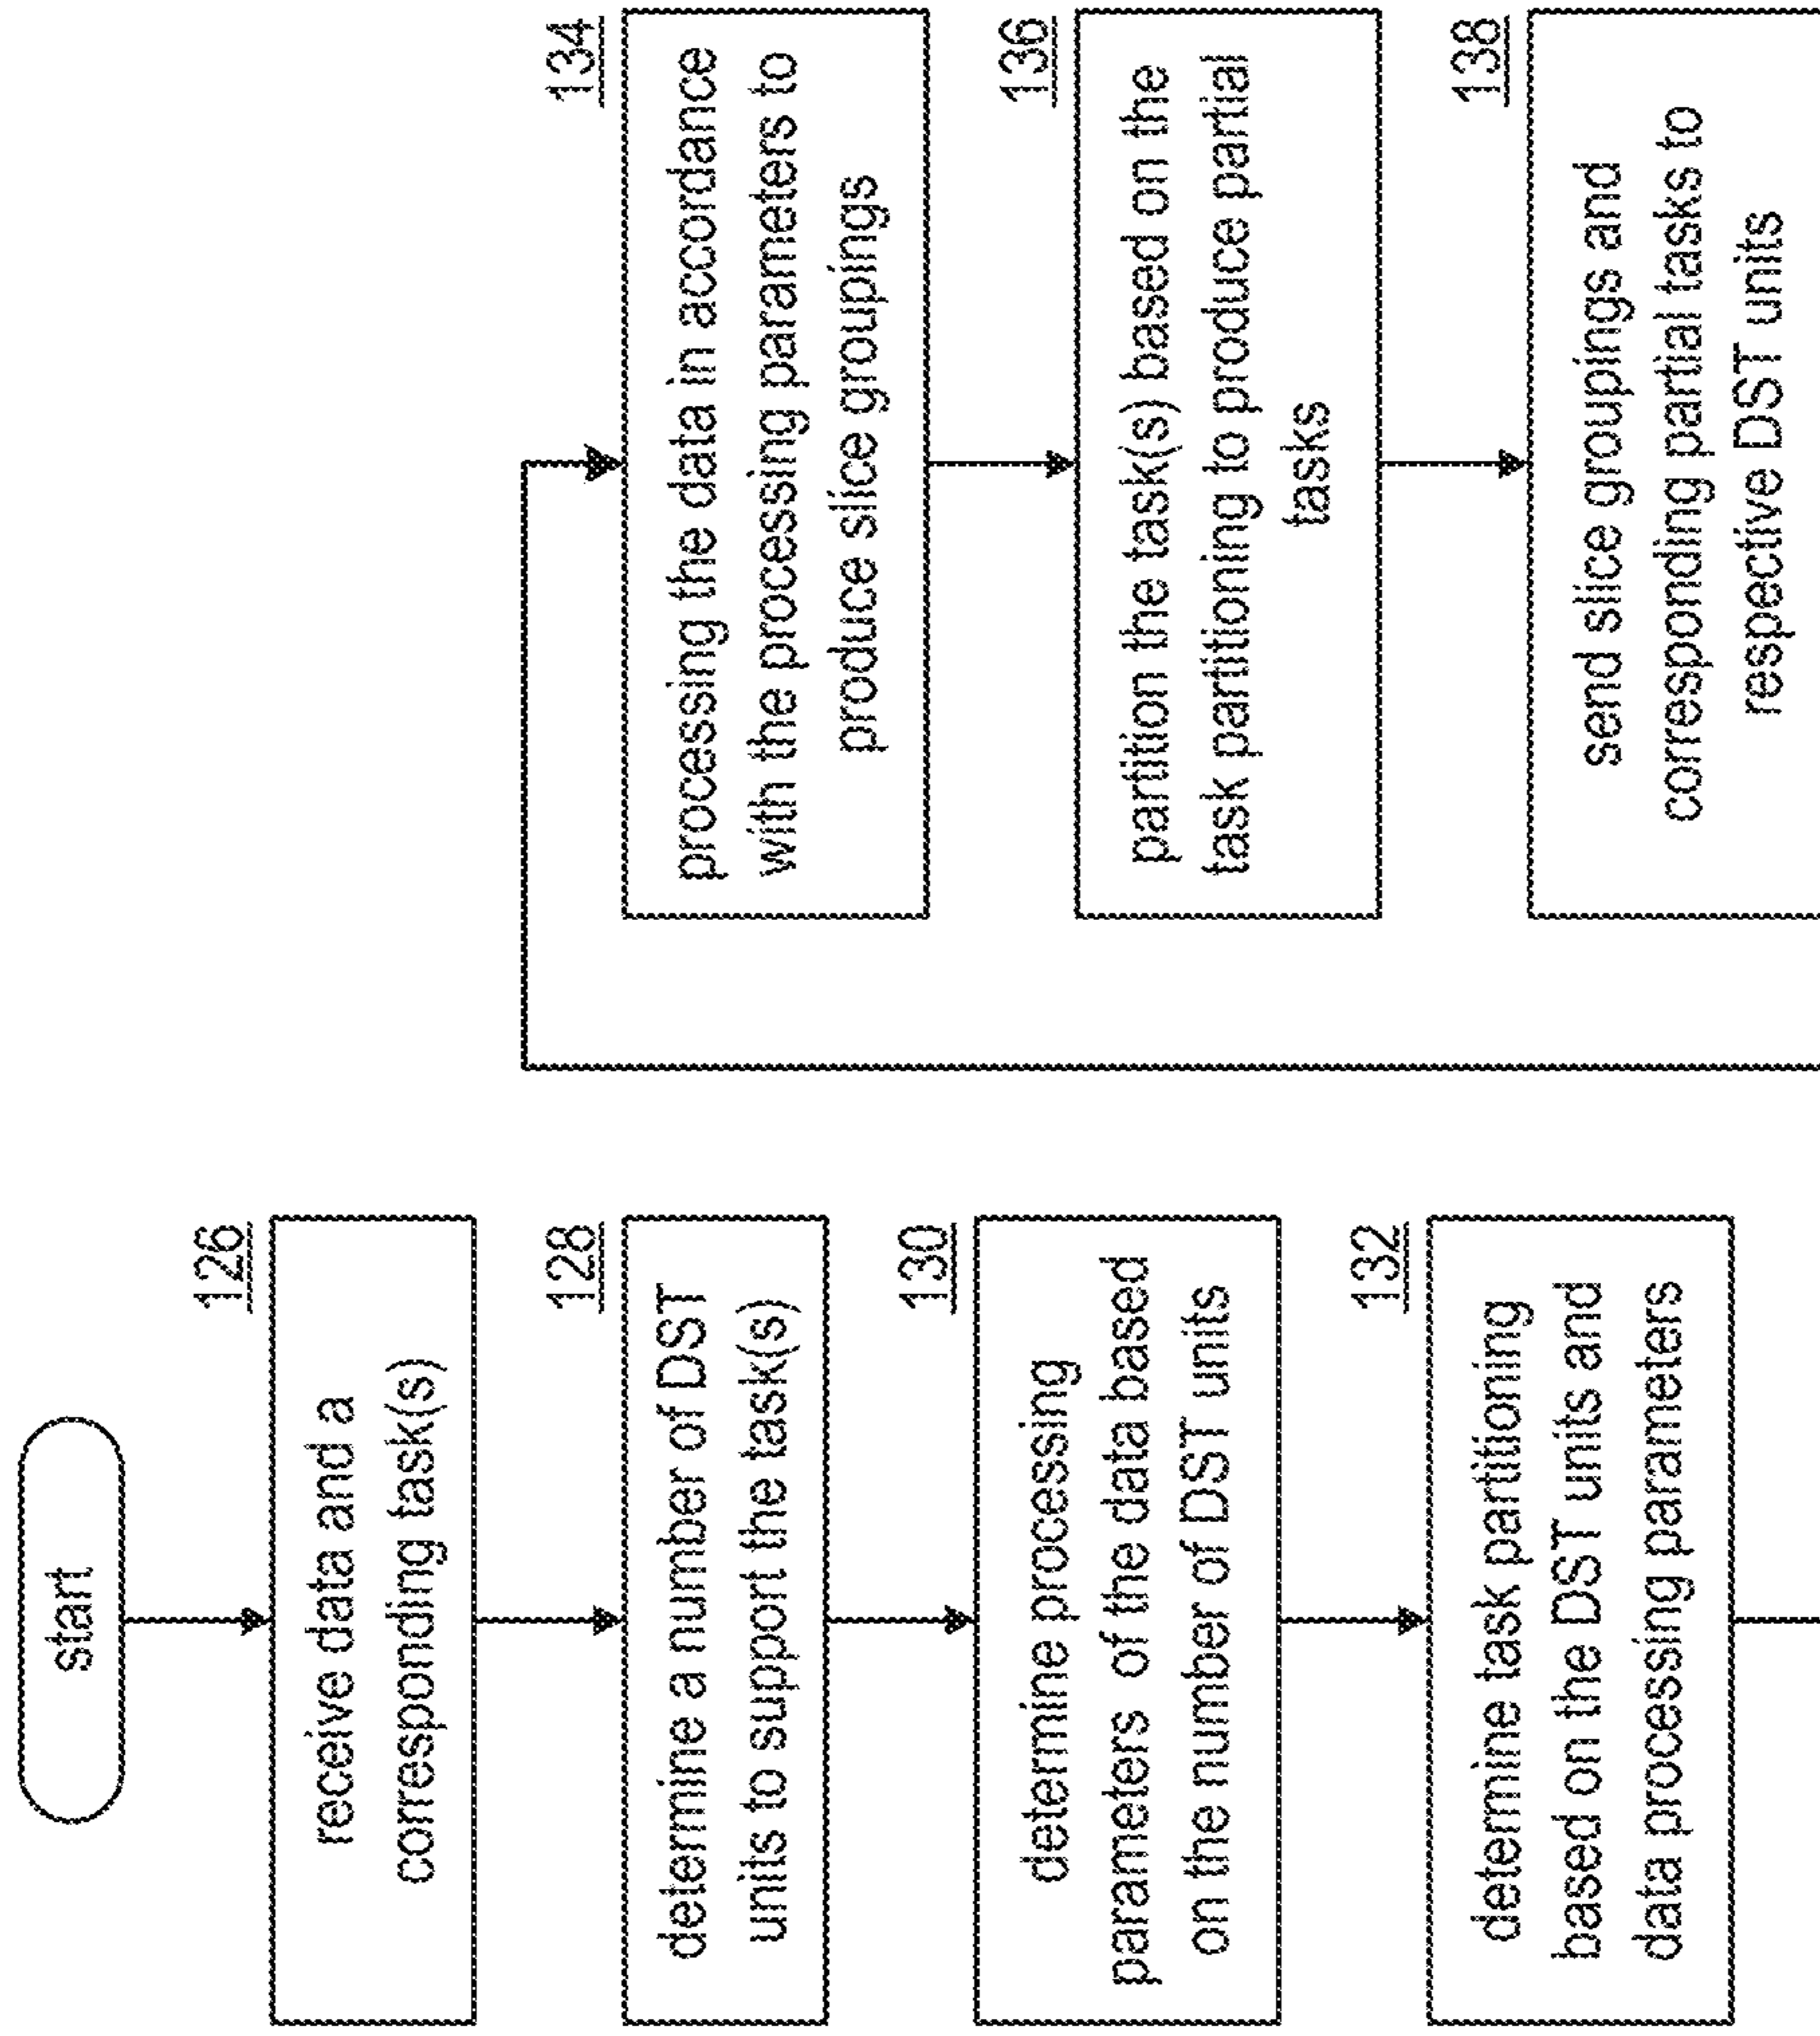 start
126
receive data and a
corresponding task(s)
128
determine a number of DST
units to support the task(s)
130
determine processing
parameters of the data based
on the number of DST units
132
determine task partitioning
based on the DST units and
data processing parameters
134
processing the data in accordance
with the processing parameters to
produce slice groupings
136
partition the task(s) based on the
task partitioning to produce partial
tasks
138
send slice groupings and
corresponding partial tasks to
respective DST units